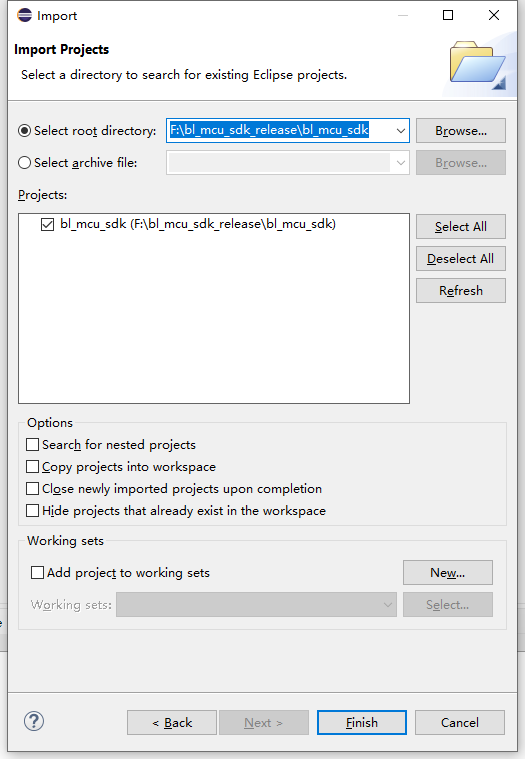 Import
Import Projects
Select a directory to search for existing Eclipse projects.
Select root directory: F:\bl_mcu_sdk_release\bl_mcu_sdk Browse...
Select archive file: Browse...
Projects:
bl_mcu_sdk (F:\bl_mcu_sdk_release\bl_mcu_sdk)
Select All
Deselect All
Refresh
Options
Search for nested projects
Copy projects into workspace
Close newly imported projects upon completion
Hide projects that already exist in the workspace
Working sets
Add project to working sets New...
Working sets: Select...
e
? < Back Next > Finish Cancel